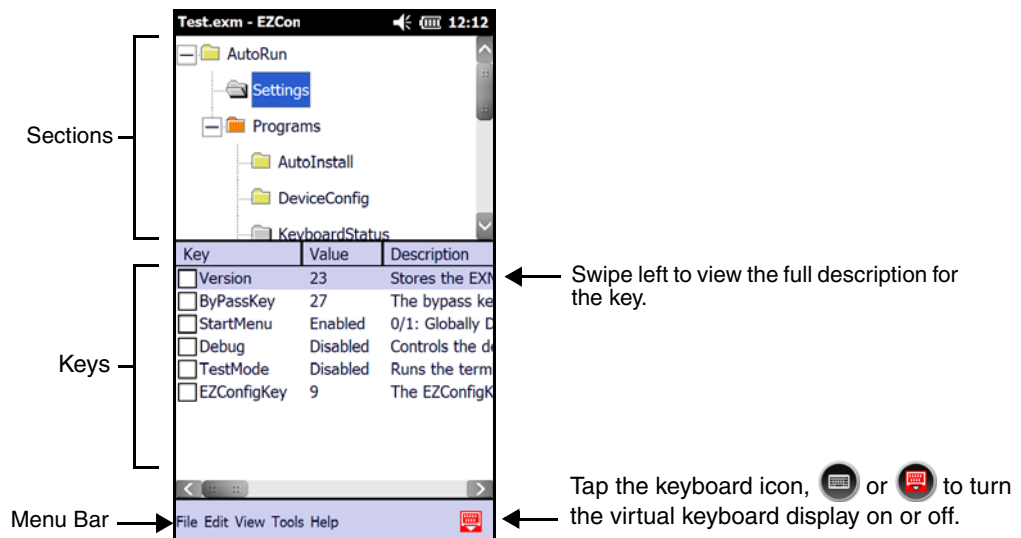 Test.exm - EZCon 12:12
AutoRun
Settings
Programs
AutoInstall
DeviceConfig
KeyboardStatus
Sections
Key Value Description
Version 23 Stores the EXM
ByPassKey 27 The bypass ke
StartMenu Enabled 0/1: Globally D
Debug Disabled Controls the de
TestMode Disabled Runs the term
EZConfigKey 9 The EZConfigK
Keys
Swipe left to view the full description for
the key.
Menu Bar
File Edit View Tools Help
Tap the keyboard icon, or to turn
the virtual keyboard display on or off.